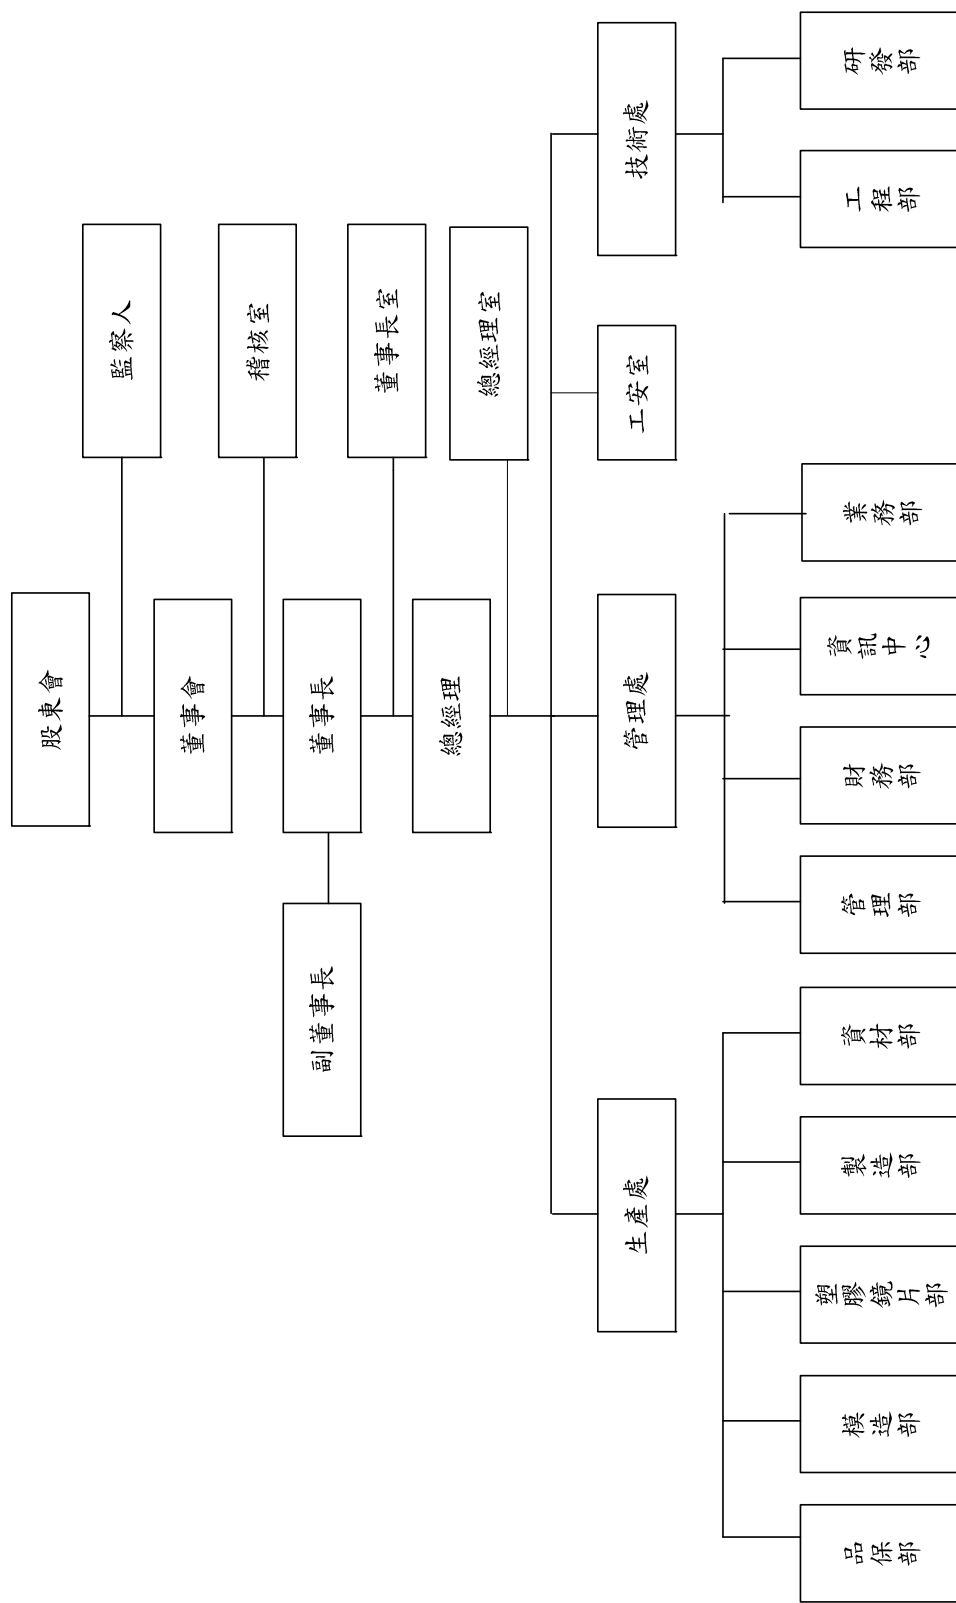 股東會
監察人
董事會
稽核室
副董事長
董事長
董事長室
總經理
總經理室
生產處
管理處
工安室
技術處
品保部
模造部
塑膠鏡片部
製造部
資材部
管理部
財務部
資訊中心
業務部
工程部
研發部